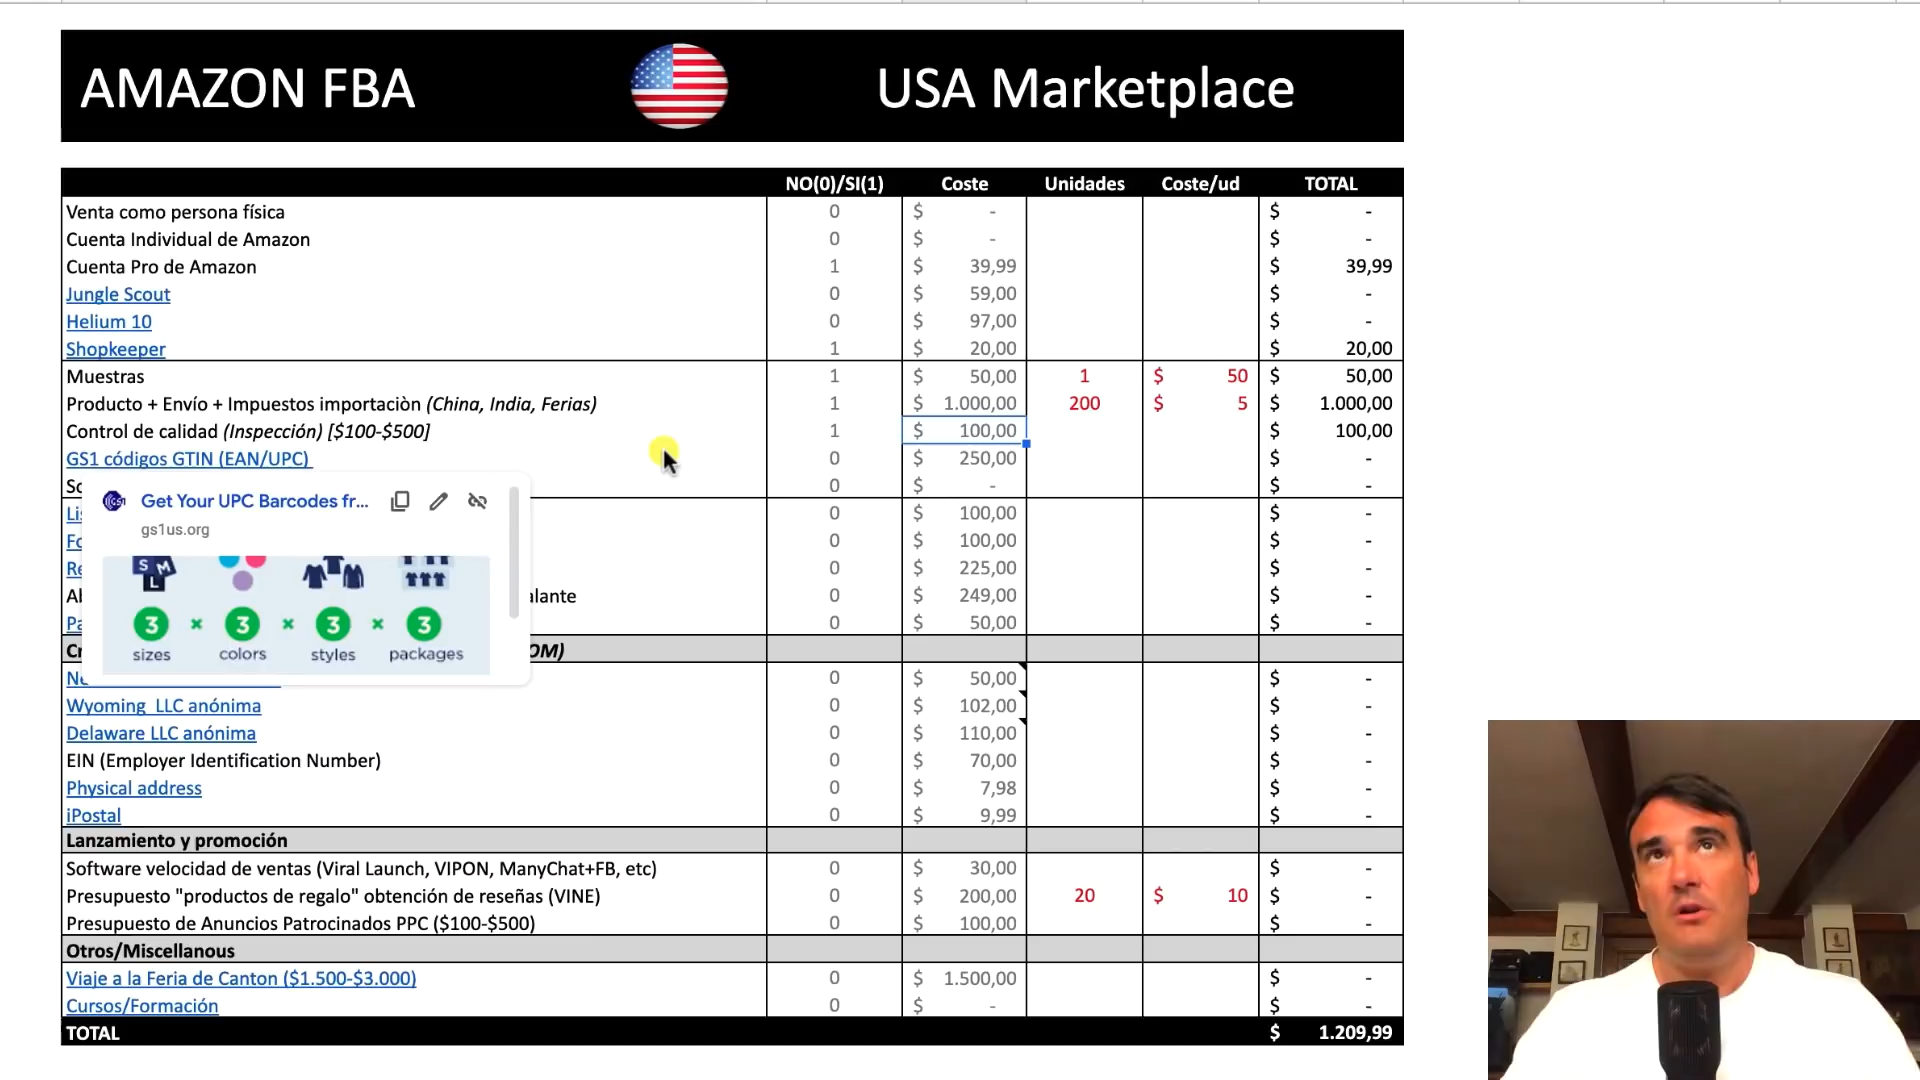 AMAZON FBA USA Marketplace
NO(0)/SI(1) Coste Unidades Coste/ud TOTAL
Venta como persona física 0 $ - $ -
Cuenta Individual de Amazon 0 $ - $ -
Cuenta Pro de Amazon 1 $ 39,99 $ 39,99
Jungle Scout 0 $ 59,00 $ -
Helium 10 0 $ 97,00 $ -
Shopkeeper 1 $ 20,00 $ 20,00
Muestras 1 $ 50,00 1 $ 50 $ 50,00
Producto + Envío + Impuestos importaciòn (China, India, Ferias) 1 $ 1.000,00 200 $ 5 $ 1.000,00
Control de calidad (Inspección) [$100-$500] 1 $ 100,00 $ 100,00
GS1 códigos GTIN (EAN/UPC) 0 $ 250,00 $ -
0 $ - $ -
Get Your UPC Barcodes fr...
gs1us.org
S M L
3 × 3 × 3 × 3
sizes colors styles packages
0 $ 100,00 $ -
0 $ 100,00 $ -
0 $ 225,00 $ -
alante 0 $ 249,00 $ -
0 $ 50,00 $ -
OM)
0 $ 50,00 $ -
Wyoming LLC anónima 0 $ 102,00 $ -
Delaware LLC anónima 0 $ 110,00 $ -
EIN (Employer Identification Number) 0 $ 70,00 $ -
Physical address 0 $ 7,98 $ -
iPostal 0 $ 9,99 $ -
Lanzamiento y promoción
Software velocidad de ventas (Viral Launch, VIPON, ManyChat+FB, etc) 0 $ 30,00 $ -
Presupuesto "productos de regalo" obtención de reseñas (VINE) 0 $ 200,00 20 $ 10 $ -
Presupuesto de Anuncios Patrocinados PPC ($100-$500) 0 $ 100,00 $ -
Otros/Miscellanous
Viaje a la Feria de Canton ($1.500-$3.000) 0 $ 1.500,00 $ -
Cursos/Formación 0 $ - $ -
TOTAL $ 1.209,99